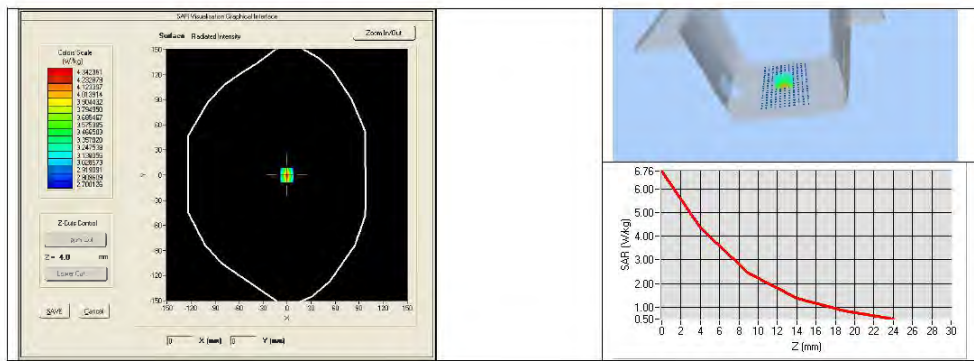 SAR Visualisation Graphical Interface
Surface Radiated Intensity
Zoom In/Out
Colors Scale
(W/kg)
4.342361
4.232879
4.123397
4.013914
3.904432
3.794950
3.685467
3.575985
3.466503
3.357020
3.247538
3.138056
3.028573
2.919091
2.809609
2.700126
Z-Cuts Control
Z = 4.0 mm
Lower Cut
SAVE
Cancel
150
120
90
60
30
0
-30
-60
-90
-120
-150
Y
-150 -120 -90 -60 -30 0 30 60 90 120 150
X
0 X (mm) 0 Y (mm)
6.76
6.00
5.00
4.00
3.00
2.00
1.00
0.50
SAR (W/kg)
0 2 4 6 8 10 12 14 16 18 20 22 24 26 28 30
Z (mm)